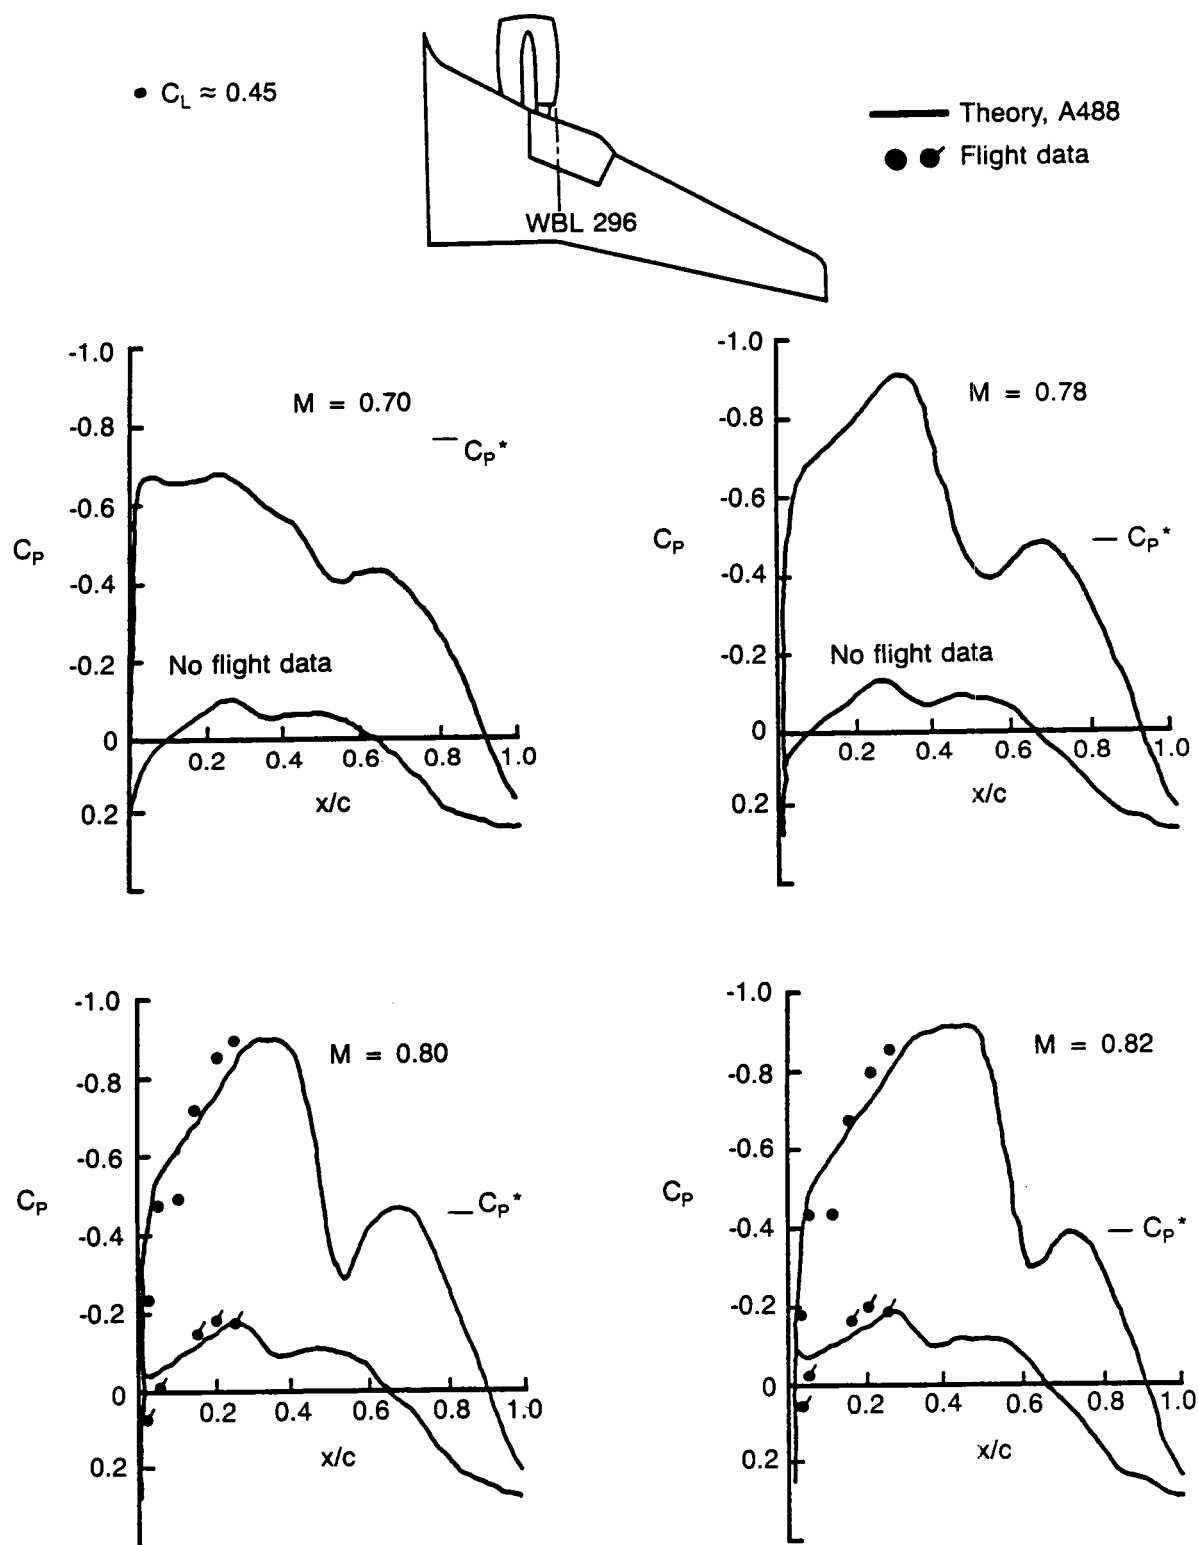 • C_L ≈ 0.45
Theory, A488
Flight data
WBL 296
-1.0
-0.8
-0.6
-0.4
-0.2
0
0.2
C_P
M = 0.70
C_P*
No flight data
0.2 0.4 0.6 0.8 1.0
x/c
-1.0
-0.8
-0.6
-0.4
-0.2
0
0.2
C_P
M = 0.78
C_P*
No flight data
0.2 0.4 0.6 0.8 1.0
x/c
-1.0
-0.8
-0.6
-0.4
-0.2
0
0.2
C_P
M = 0.80
C_P*
0.2 0.4 0.6 0.8 1.0
x/c
-1.0
-0.8
-0.6
-0.4
-0.2
0
0.2
C_P
M = 0.82
C_P*
0.2 0.4 0.6 0.8 1.0
x/c